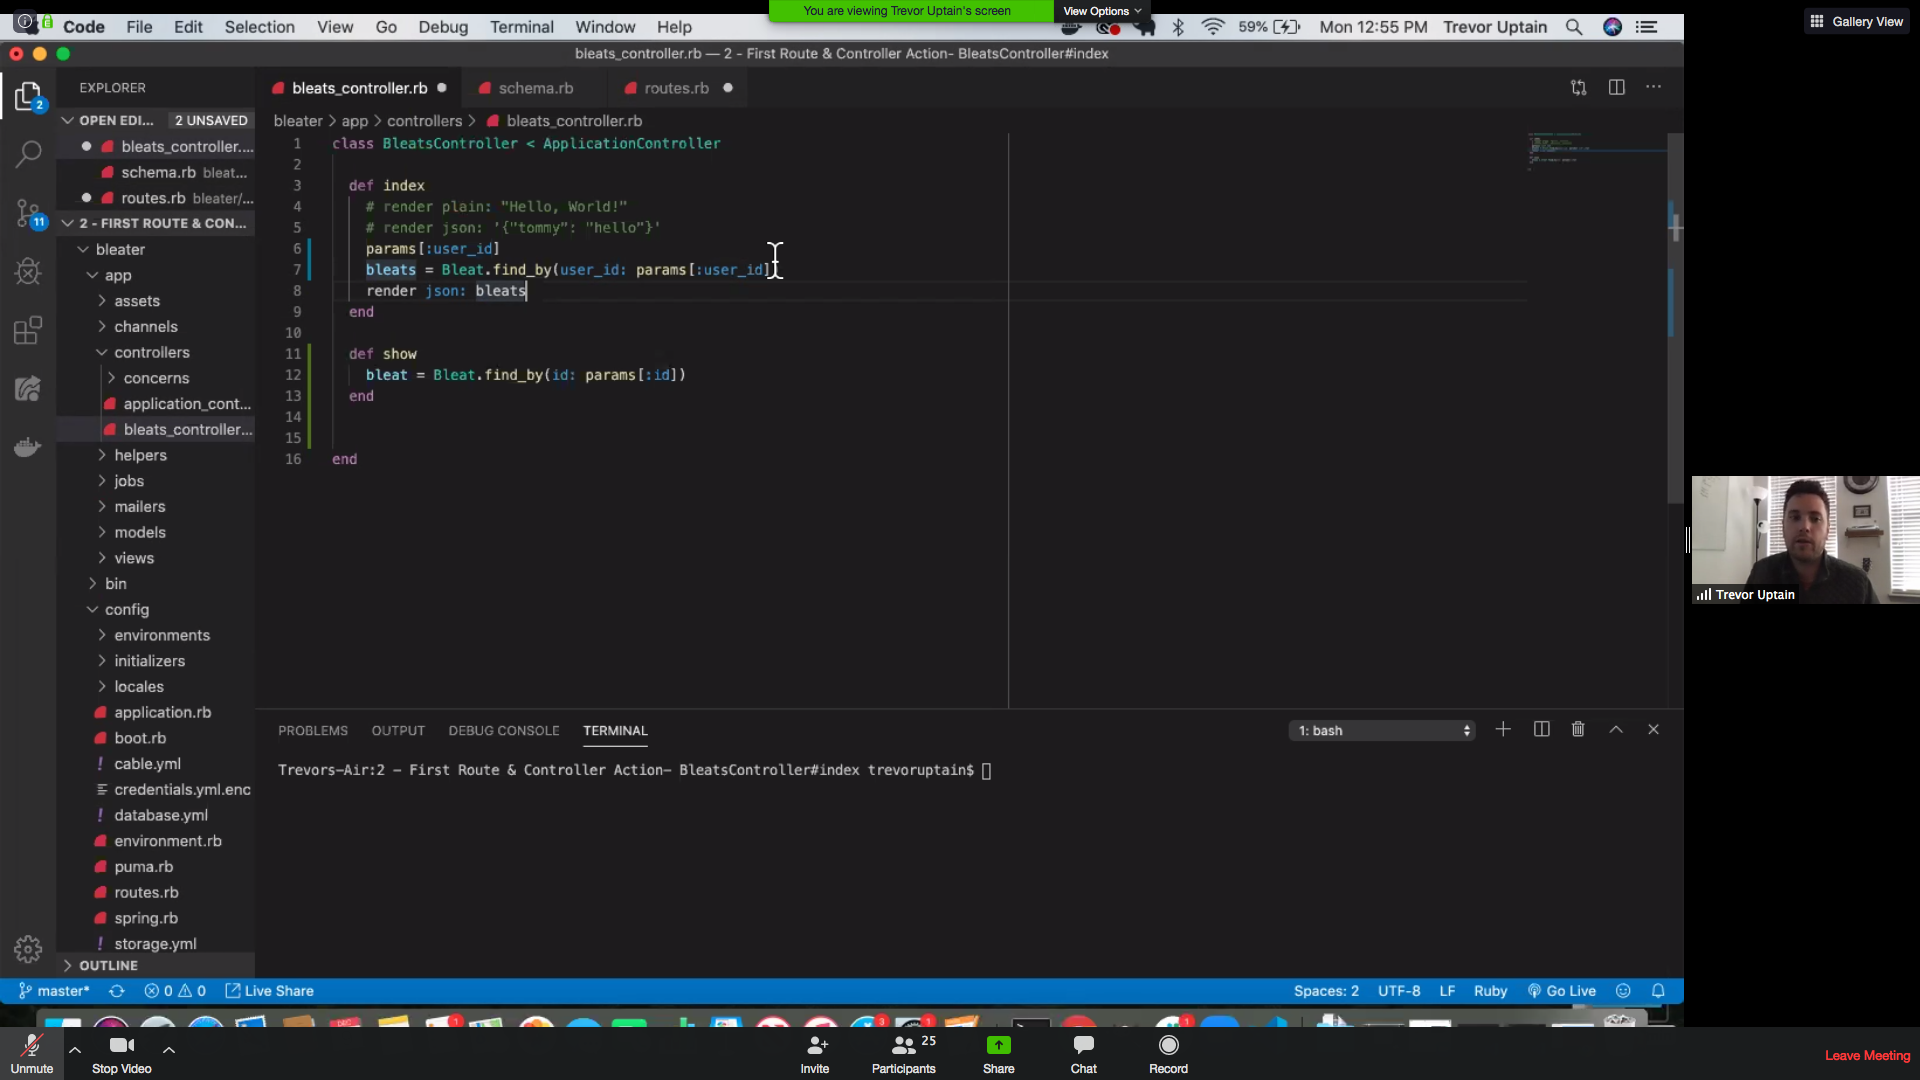 You are viewing Trevor Uptain's screen
View Options
Gallery View
Code File Edit Selection View Go Debug Terminal Window Help
59% Mon 12:55 PM Trevor Uptain
bleats_controller.rb — 2 - First Route & Controller Action- BleatsController#index
EXPLORER
bleats_controller.rb
schema.rb
routes.rb
OPEN EDI... 2 UNSAVED
bleats_controller....
schema.rb bleat...
routes.rb bleater/...
2 - FIRST ROUTE & CON...
bleater
app
assets
channels
controllers
concerns
application_cont...
bleats_controller...
helpers
jobs
mailers
models
views
bin
config
environments
initializers
locales
application.rb
boot.rb
cable.yml
credentials.yml.enc
database.yml
environment.rb
puma.rb
routes.rb
spring.rb
storage.yml
OUTLINE
2
11
bleater > app > controllers > bleats_controller.rb
1 class BleatsController < ApplicationController
2
3 def index
4 # render plain: "Hello, World!"
5 # render json: '{"tommy": "hello"}'
6 params[:user_id]
7 bleats = Bleat.find_by(user_id: params[:user_id]
8 render json: bleats
9 end
10
11 def show
12 bleat = Bleat.find_by(id: params[:id])
13 end
14
15
16 end
PROBLEMS OUTPUT DEBUG CONSOLE TERMINAL
1: bash
Trevors-Air:2 - First Route & Controller Action- BleatsController#index trevoruptain$
Trevor Uptain
master* 0 0 Live Share
Spaces: 2 UTF-8 LF Ruby Go Live
Unmute
Stop Video
Invite
Participants 25
Share
Chat
Record
Leave Meeting